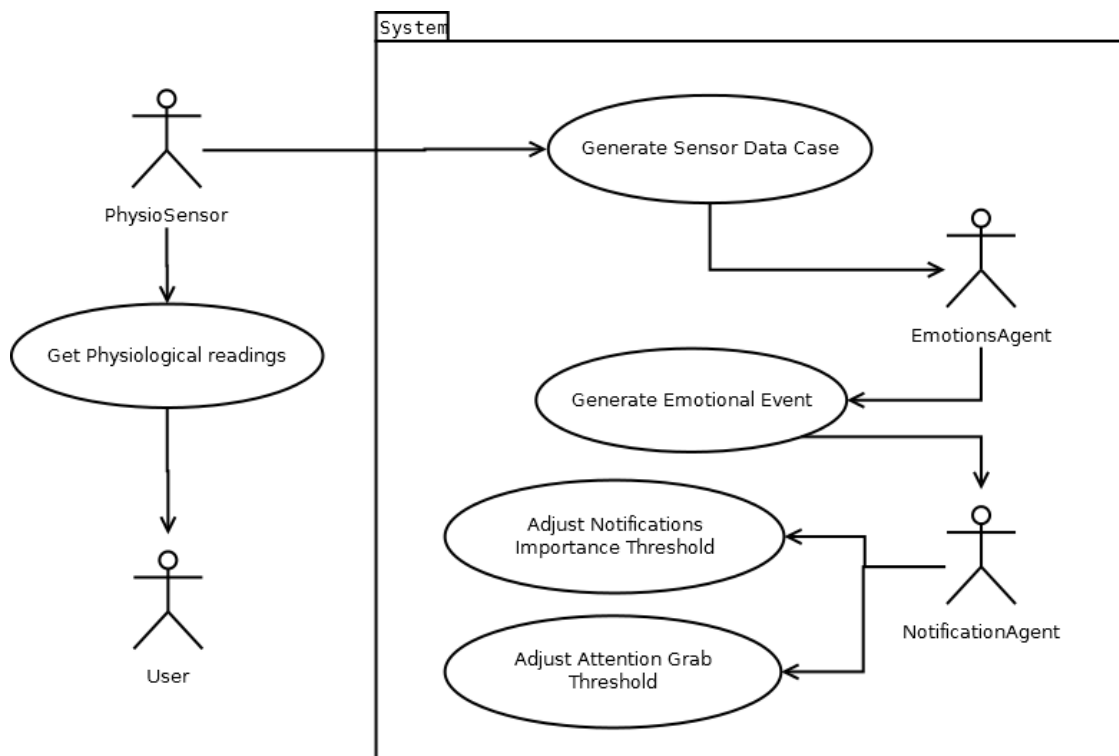 System
Generate Sensor Data Case
PhysioSensor
EmotionsAgent
Get Physiological readings
Generate Emotional Event
Adjust Notifications
Importance Threshold
NotificationAgent
Adjust Attention Grab
Threshold
User